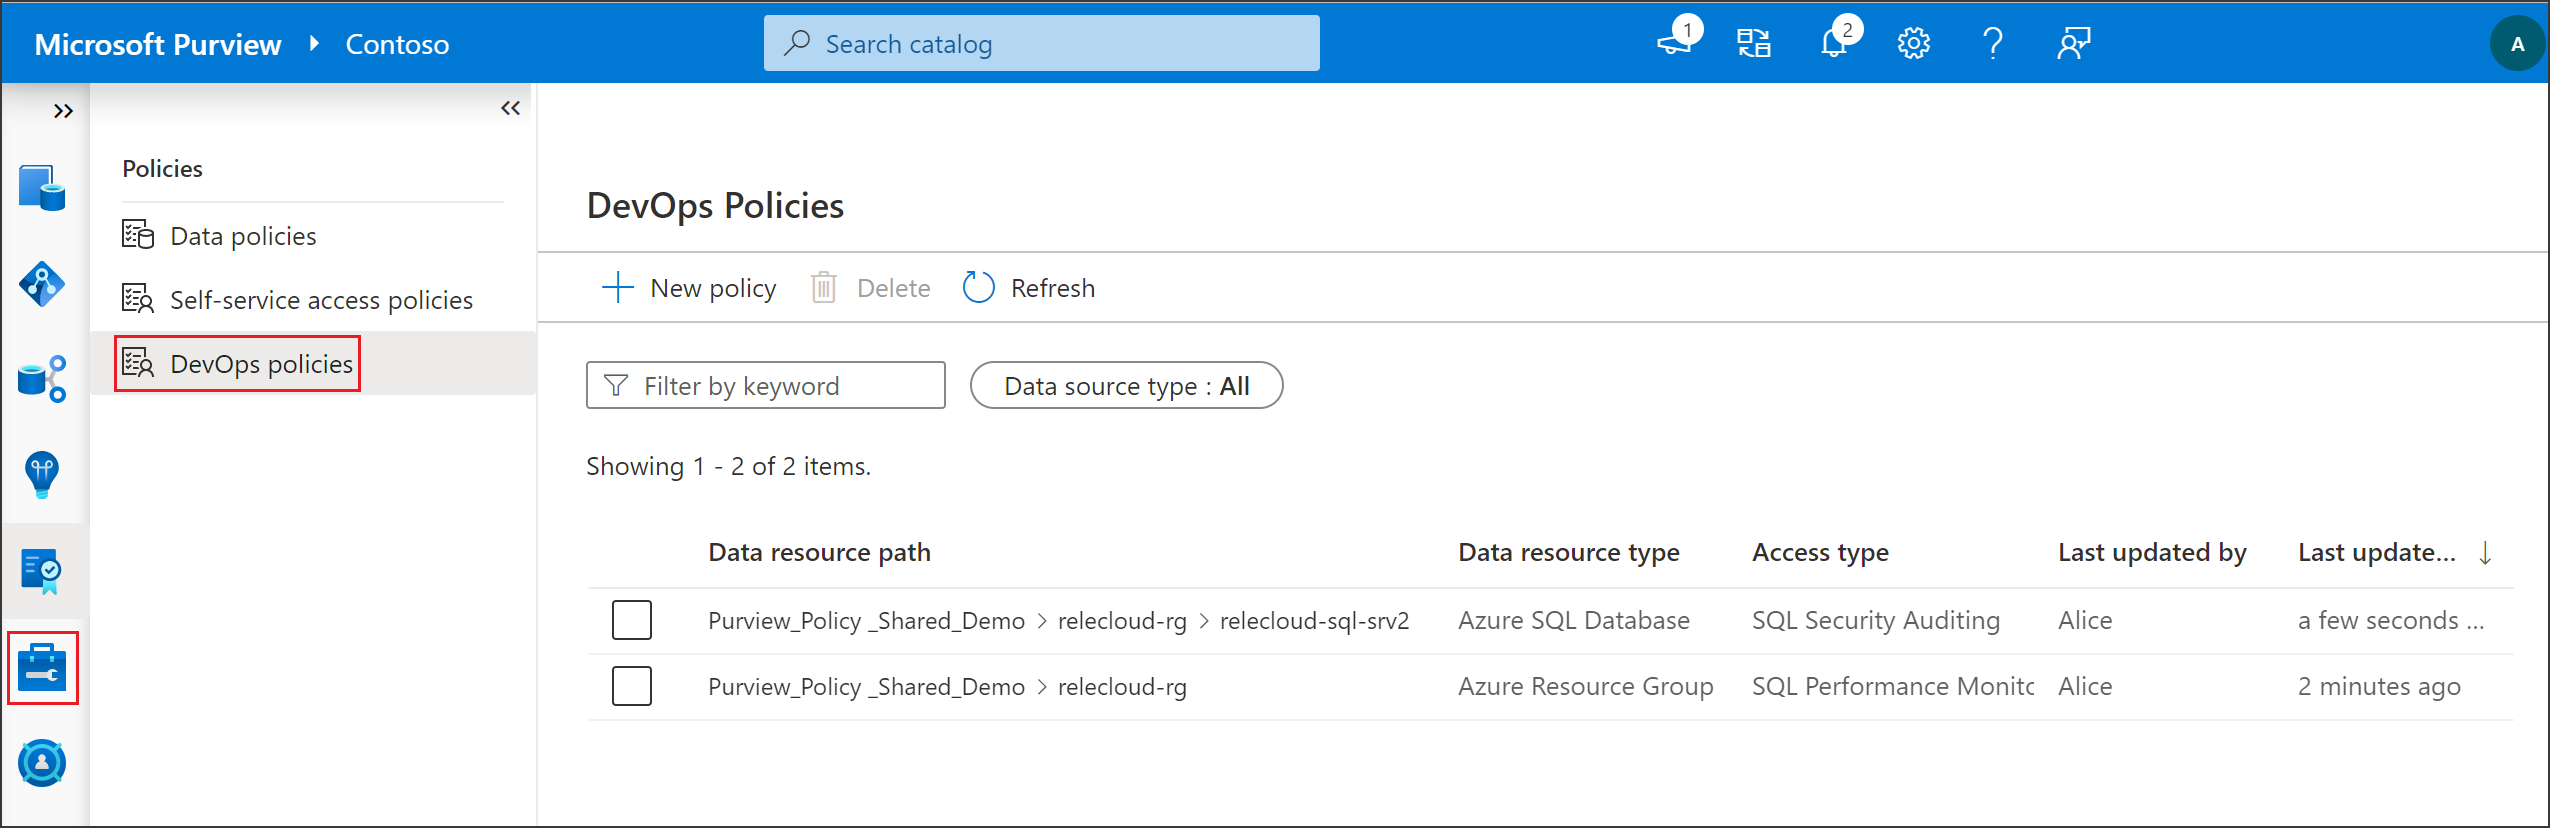 Microsoft Purview Contoso
Search catalog
1
2
A
Policies
Data policies
Self-service access policies
DevOps policies
DevOps Policies
New policy Delete Refresh
Filter by keyword Data source type : All
Showing 1 - 2 of 2 items.
Data resource path Data resource type Access type Last updated by Last update...
Purview_Policy _Shared_Demo > relecloud-rg > relecloud-sql-srv2 Azure SQL Database SQL Security Auditing Alice a few seconds ...
Purview_Policy _Shared_Demo > relecloud-rg Azure Resource Group SQL Performance Monito Alice 2 minutes ago